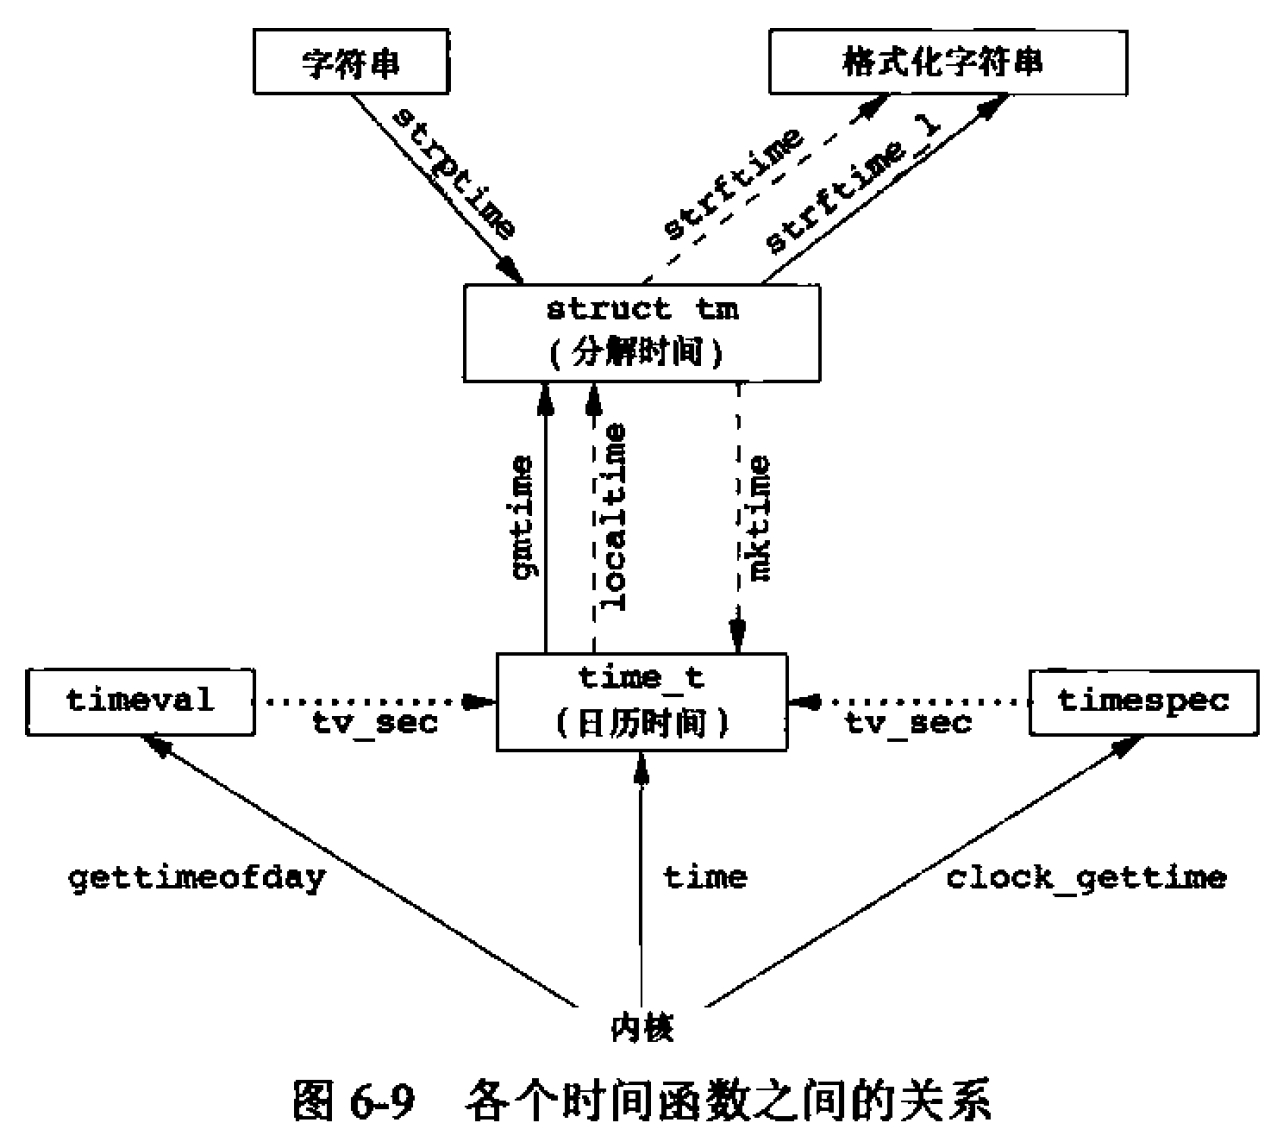 字符串
格式化字符串
strptime
strftime
strftime_l
struct tm
(分解时间)
gmtime
localtime
mktime
timeval
tv_sec
time_t
(日历时间)
tv_sec
timespec
gettimeofday
time
clock_gettime
内核
图 6-9 各个时间函数之间的关系